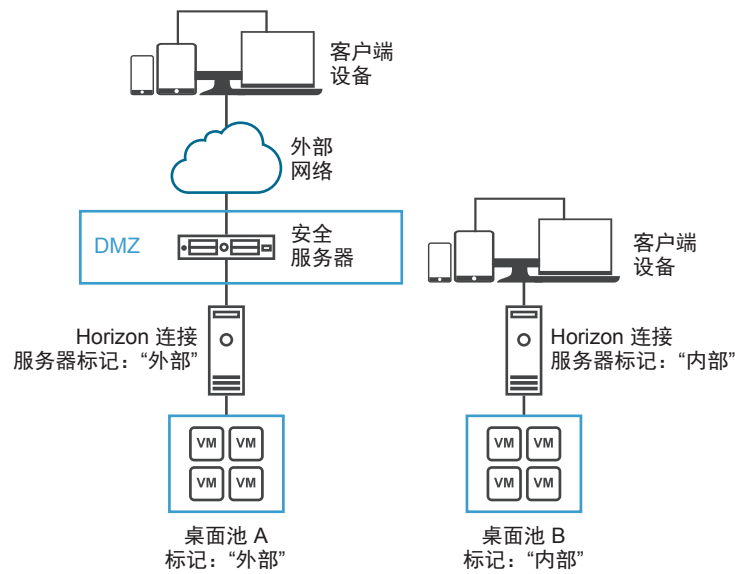 客户端
设备
外部
网络
DMZ
安全
服务器
Horizon 连接
服务器标记：“外部”
VM VM
VM VM
桌面池 A
标记：“外部”
客户端
设备
Horizon 连接
服务器标记：“内部”
VM VM
VM VM
桌面池 B
标记：“内部”